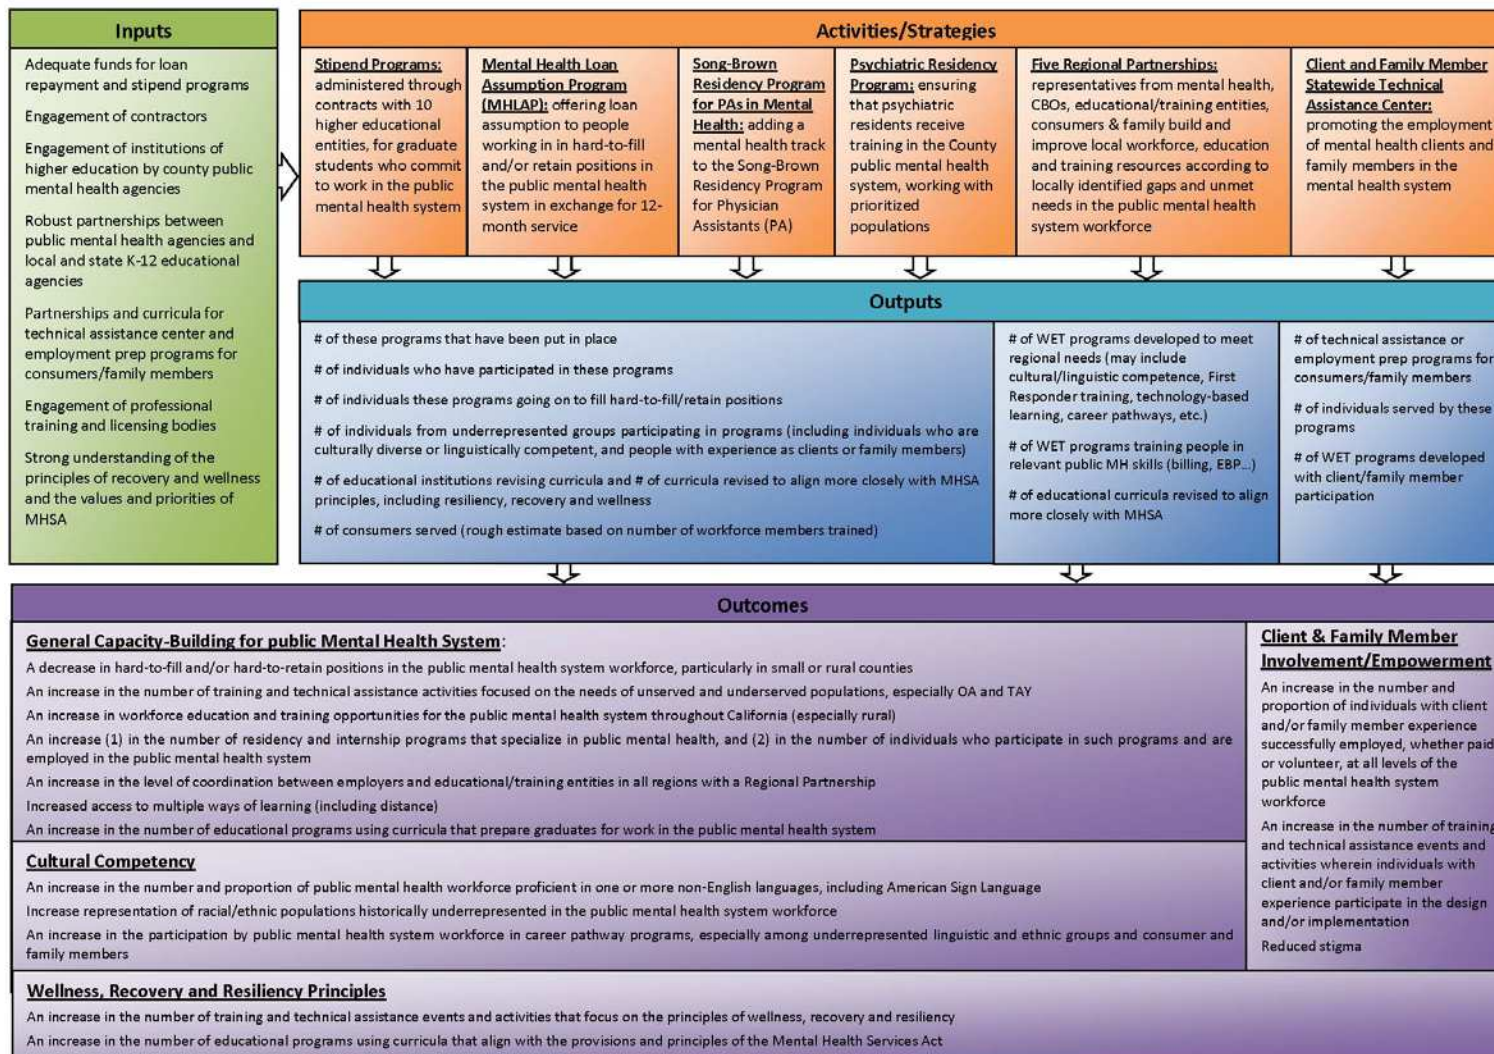 Inputs
Adequate funds for loan
repayment and stipend programs
Engagement of contractors
Engagement of institutions of
higher education by county public
mental health agencies
Robust partnerships between
public mental health agencies and
local and state K-12 educational
agencies
Partnerships and curricula for
technical assistance center and
employment prep programs for
consumers/family members
Engagement of professional
training and licensing bodies
Strong understanding of the
principles of recovery and wellness
and the values and priorities of
MHSA
Activities/Strategies
Stipend Programs:
administered through
contracts with 10
higher educational
entities, for graduate
students who commit
to work in the public
mental health system
Mental Health Loan
Assumption Program
(MHLAP): offering loan
assumption to people
working in in hard-to-fill
and/or retain positions in
the public mental health
system in exchange for 12-
month service
Song-Brown
Residency Program
for PAs in Mental
Health: adding a
mental health track
to the Song-Brown
Residency Program
for Physician
Assistants (PA)
Psychiatric Residency
Program: ensuring
that psychiatric
residents receive
training in the County
public mental health
system, working with
prioritized
populations
Five Regional Partnerships:
representatives from mental health,
CBOs, educational/training entities,
consumers & family build and
improve local workforce, education
and training resources according to
locally identified gaps and unmet
needs in the public mental health
system workforce
Client and Family Member
Statewide Technical
Assistance Center:
promoting the employment
of mental health clients and
family members in the
mental health system
Outputs
# of these programs that have been put in place
# of individuals who have participated in these programs
# of individuals these programs going on to fill hard-to-fill/retain positions
# of individuals from underrepresented groups participating in programs (including individuals who are
culturally diverse or linguistically competent, and people with experience as clients or family members)
# of educational institutions revising curricula and # of curricula revised to align more closely with MHSA
principles, including resiliency, recovery and wellness
# of consumers served (rough estimate based on number of workforce members trained)
# of WET programs developed to meet
regional needs (may include
cultural/linguistic competence, First
Responder training, technology-based
learning, career pathways, etc.)
# of WET programs training people in
relevant public MH skills (billing, EBP...)
# of educational curricula revised to align
more closely with MHSA
# of technical assistance or
employment prep programs for
consumers/family members
# of individuals served by these
programs
# of WET programs developed
with client/family member
participation
Outcomes
General Capacity-Building for public Mental Health System:
A decrease in hard-to-fill and/or hard-to-retain positions in the public mental health system workforce, particularly in small or rural counties
An increase in the number of training and technical assistance activities focused on the needs of unserved and underserved populations, especially OA and TAY
An increase in workforce education and training opportunities for the public mental health system throughout California (especially rural)
An increase (1) in the number of residency and internship programs that specialize in public mental health, and (2) in the number of individuals who participate in such programs and are
employed in the public mental health system
An increase in the level of coordination between employers and educational/training entities in all regions with a Regional Partnership
Increased access to multiple ways of learning (including distance)
An increase in the number of educational programs using curricula that prepare graduates for work in the public mental health system
Cultural Competency
An increase in the number and proportion of public mental health workforce proficient in one or more non-English languages, including American Sign Language
Increase representation of racial/ethnic populations historically underrepresented in the public mental health system workforce
An increase in the participation by public mental health system workforce in career pathway programs, especially among underrepresented linguistic and ethnic groups and consumer and
family members
Client & Family Member
Involvement/Empowerment
An increase in the number and
proportion of individuals with client
and/or family member experience
successfully employed, whether paid
or volunteer, at all levels of the
public mental health system
workforce
An increase in the number of training
and technical assistance events and
activities wherein individuals with
client and/or family member
experience participate in the design
and/or implementation
Reduced stigma
Wellness, Recovery and Resiliency Principles
An increase in the number of training and technical assistance events and activities that focus on the principles of wellness, recovery and resiliency
An increase in the number of educational programs using curricula that align with the provisions and principles of the Mental Health Services Act